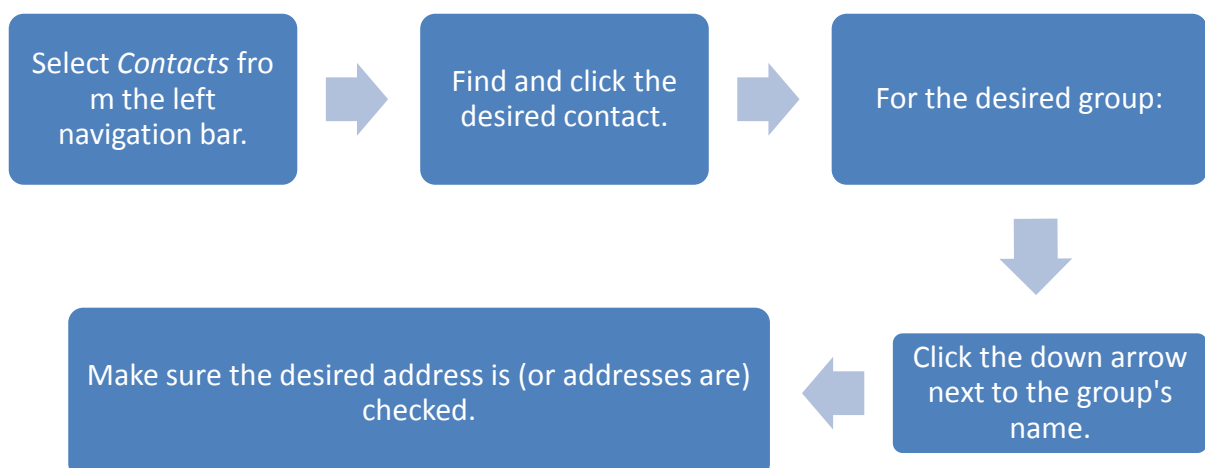 Select Contacts fro
m the left
navigation bar.
Find and click the
desired contact.
For the desired group:
Click the down arrow
next to the group's
name.
Make sure the desired address is (or addresses are)
checked.